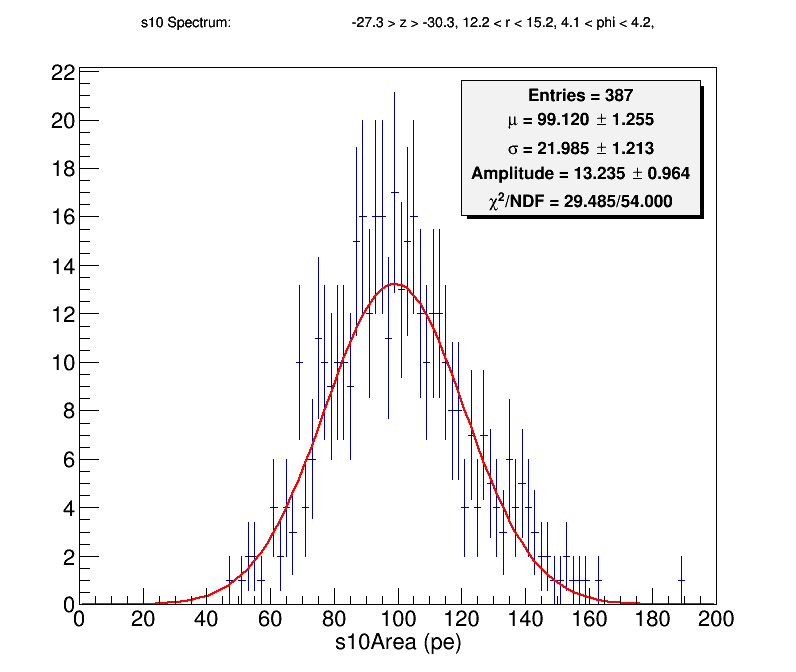 s10 Spectrum: -27.3 > z > -30.3, 12.2 < r < 15.2, 4.1 < phi < 4.2,
22
20
18
16
14
12
10
8
6
4
2
0
Entries = 387
μ = 99.120 ± 1.255
σ = 21.985 ± 1.213
Amplitude = 13.235 ± 0.964
χ²/NDF = 29.485/54.000
0 20 40 60 80 100 120 140 160 180 200
s10Area (pe)